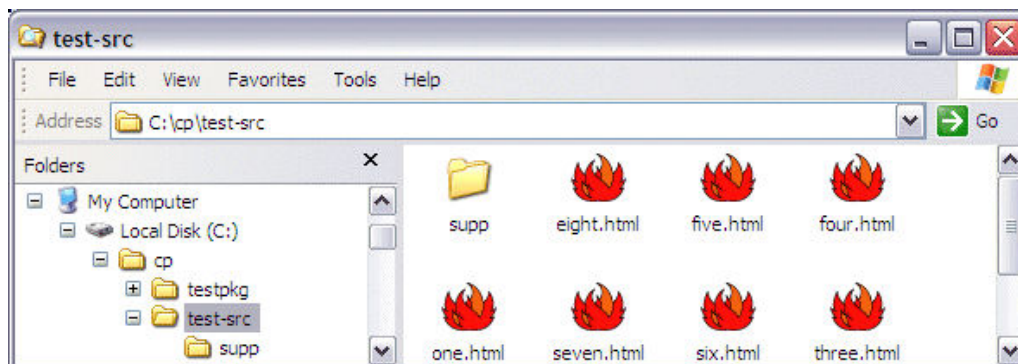 test-src
File Edit View Favorites Tools Help
Address C:\cp\test-src Go
Folders
My Computer
Local Disk (C:)
cp
testpkg
test-src
supp
supp eight.html five.html four.html
one.html seven.html six.html three.html